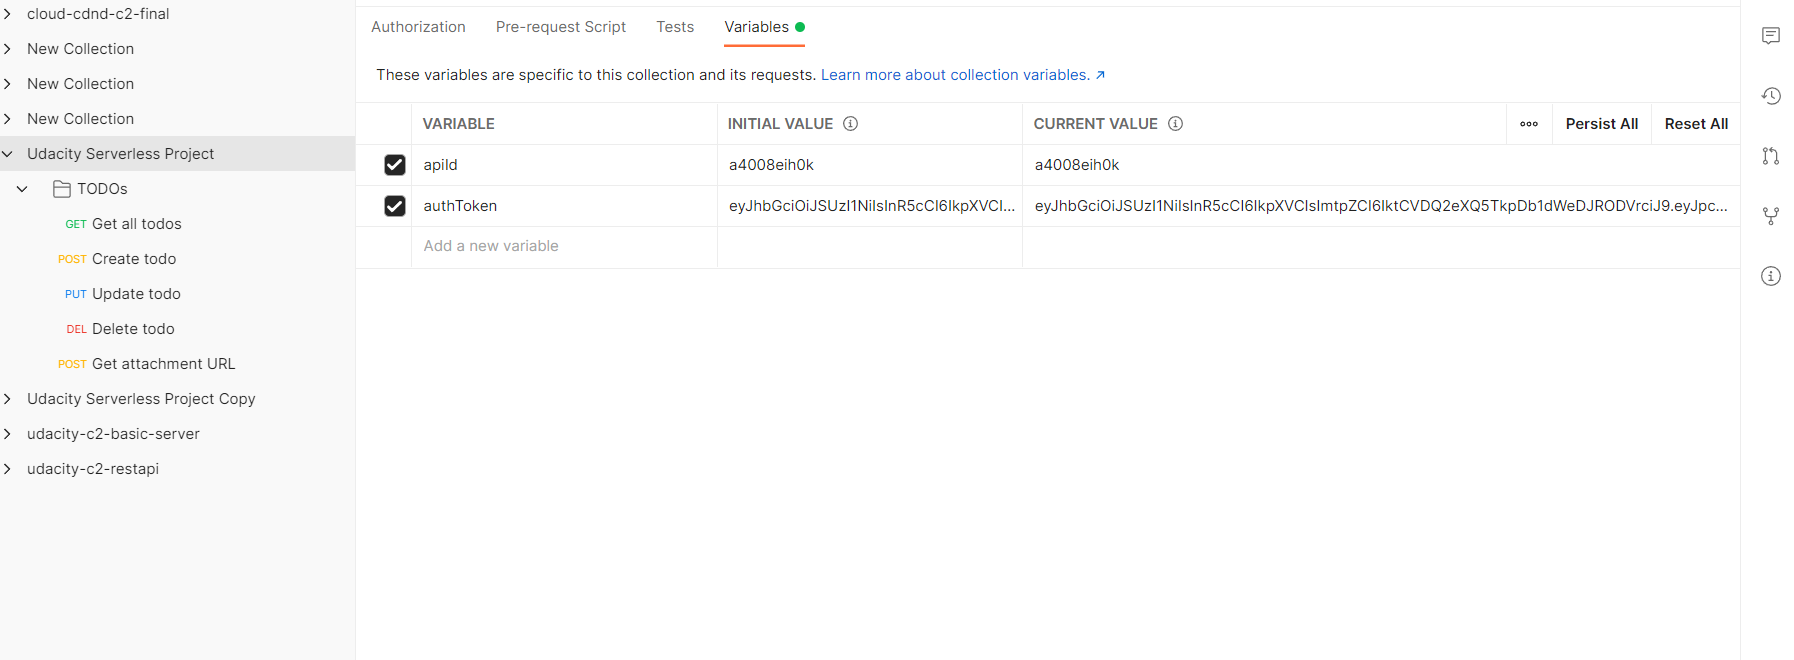 cloud-cdnd-c2-final
New Collection
New Collection
New Collection
Udacity Serverless Project
TODOs
GET Get all todos
POST Create todo
PUT Update todo
DEL Delete todo
POST Get attachment URL
Udacity Serverless Project Copy
udacity-c2-basic-server
udacity-c2-restapi
Authorization Pre-request Script Tests Variables
These variables are specific to this collection and its requests. Learn more about collection variables. ↗
VARIABLE INITIAL VALUE CURRENT VALUE ooo Persist All Reset All
apiId a4008eih0k a4008eih0k
authToken eyJhbGciOiJSUzI1NiIsInR5cCI6IkpXVCI... eyJhbGciOiJSUzI1NiIsInR5cCI6IkpXVCIsImtpZCI6IktCVDQ2eXQ5TkpDb1dWeDJRODVrciJ9.eyJpc...
Add a new variable